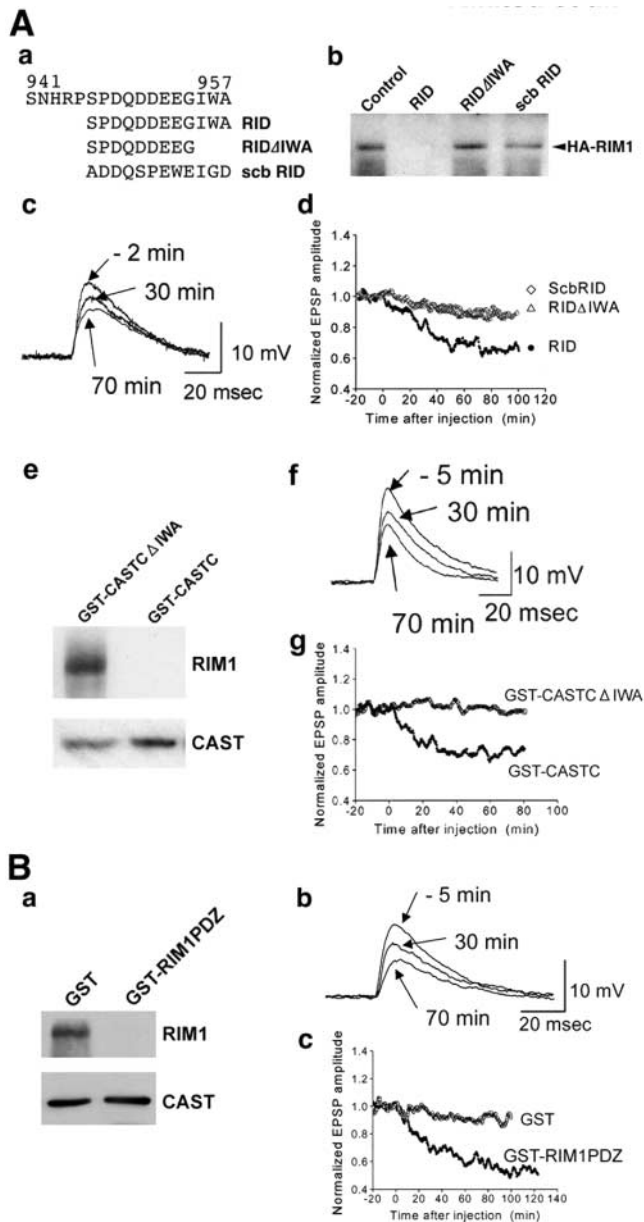 A
a
941 957
SNHRPSPDQDDEEGIWA
SPDQDDEEGIWA RID
SPDQDDEEG RIDΔIWA
ADDQSPEWEIGD scb RID
b
Control
RID
RIDΔIWA
scb RID
HA-RIM1
c
- 2 min
30 min
70 min
10 mV
20 msec
d
Normalized EPSP amplitude
1.4
1.2
1.0
0.8
0.6
0.4
-20 0 20 40 60 80 100 120
Time after injection (min)
ScbRID
RIDΔIWA
RID
e
GST-CASTCΔIWA
GST-CASTC
RIM1
CAST
f
- 5 min
30 min
70 min
10 mV
20 msec
g
Normalized EPSP amplitude
1.4
1.2
1.0
0.8
0.6
0.4
-20 0 20 40 60 80 100
Time after injection (min)
GST-CASTCΔIWA
GST-CASTC
B
a
GST
GST-RIM1PDZ
RIM1
CAST
b
- 5 min
30 min
70 min
10 mV
20 msec
c
Normalized EPSP amplitude
1.4
1.2
1.0
0.8
0.6
0.4
-20 0 20 40 60 80 100 120 140
Time after injection (min)
GST
GST-RIM1PDZ